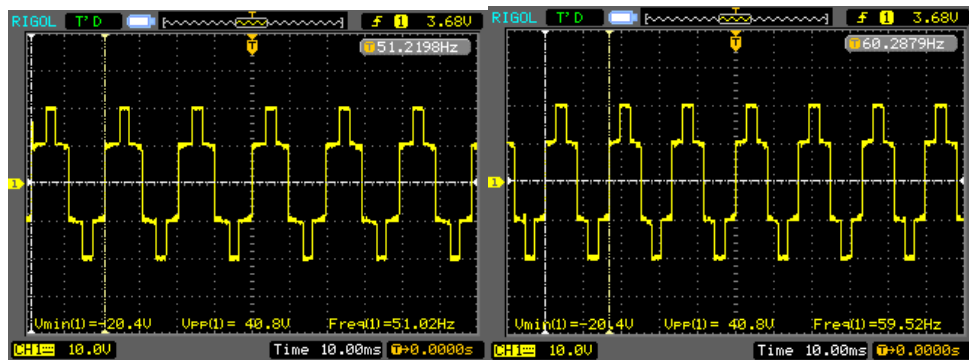 RIGOL T'D T f 1 3.68V
T 51.2198Hz
T
1
Vmin(1)=-20.4V Vpp(1)= 40.8V Freq(1)=51.02Hz
CH1 10.0V Time 10.00ms T→0.0000s
RIGOL T'D T f 1 3.68V
T 60.2879Hz
T
1
Vmin(1)=-20.4V Vpp(1)= 40.8V Freq(1)=59.52Hz
CH1 10.0V Time 10.00ms T→0.0000s